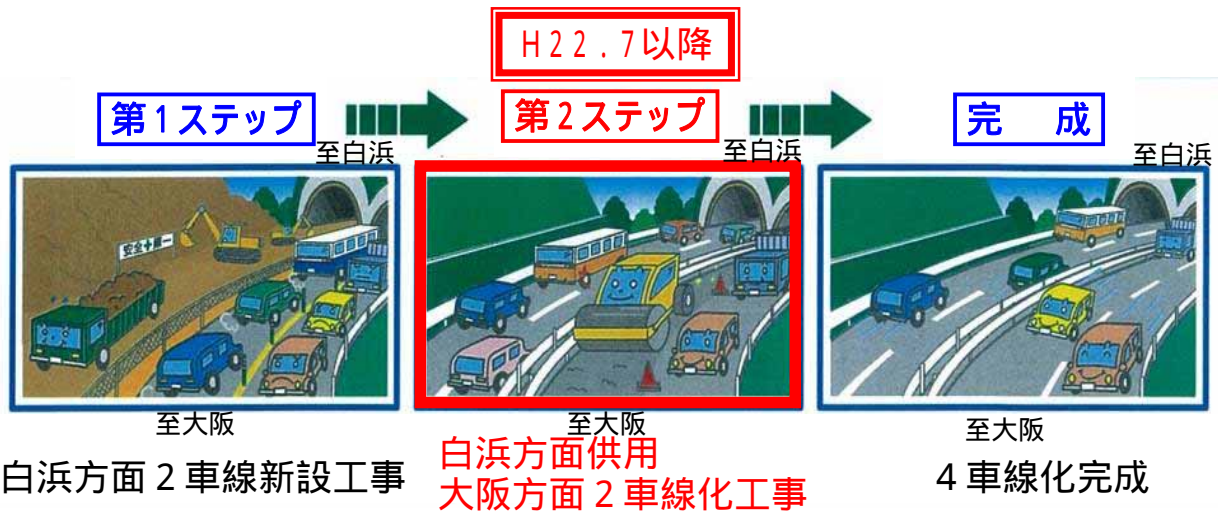 H22.7以降
第1ステップ
第2ステップ
完 成
至白浜
至白浜
至白浜
安全+第一
至大阪
至大阪
至大阪
白浜方面2車線新設工事
白浜方面供用
大阪方面2車線化工事
4車線化完成